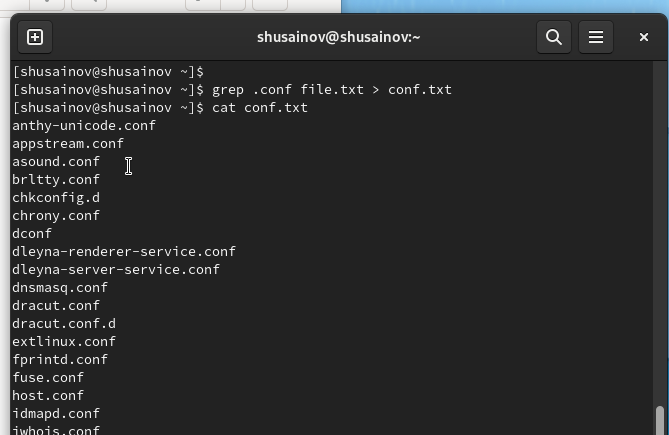 shusainov@shusainov:~
[shusainov@shusainov ~]$
[shusainov@shusainov ~]$ grep .conf file.txt > conf.txt
[shusainov@shusainov ~]$ cat conf.txt
anthy-unicode.conf
appstream.conf
asound.conf
brltty.conf
chkconfig.d
chrony.conf
dconf
dleyna-renderer-service.conf
dleyna-server-service.conf
dnsmasq.conf
dracut.conf
dracut.conf.d
extlinux.conf
fprintd.conf
fuse.conf
host.conf
idmapd.conf
jwhois.conf